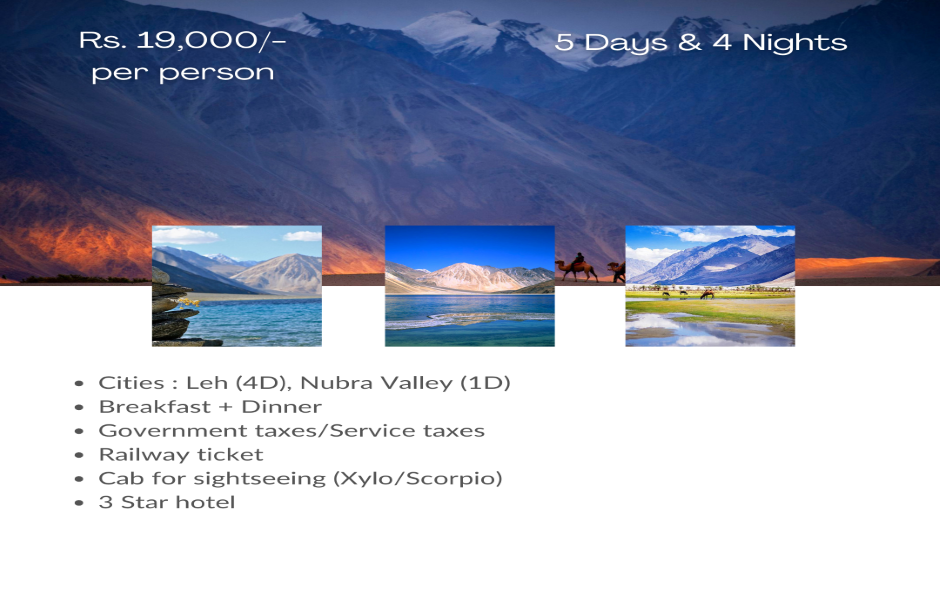 Rs. 19,000/-
per person
5 Days & 4 Nights
• Cities : Leh (4D), Nubra Valley (1D)
• Breakfast + Dinner
• Government taxes/Service taxes
• Railway ticket
• Cab for sightseeing (Xylo/Scorpio)
• 3 Star hotel